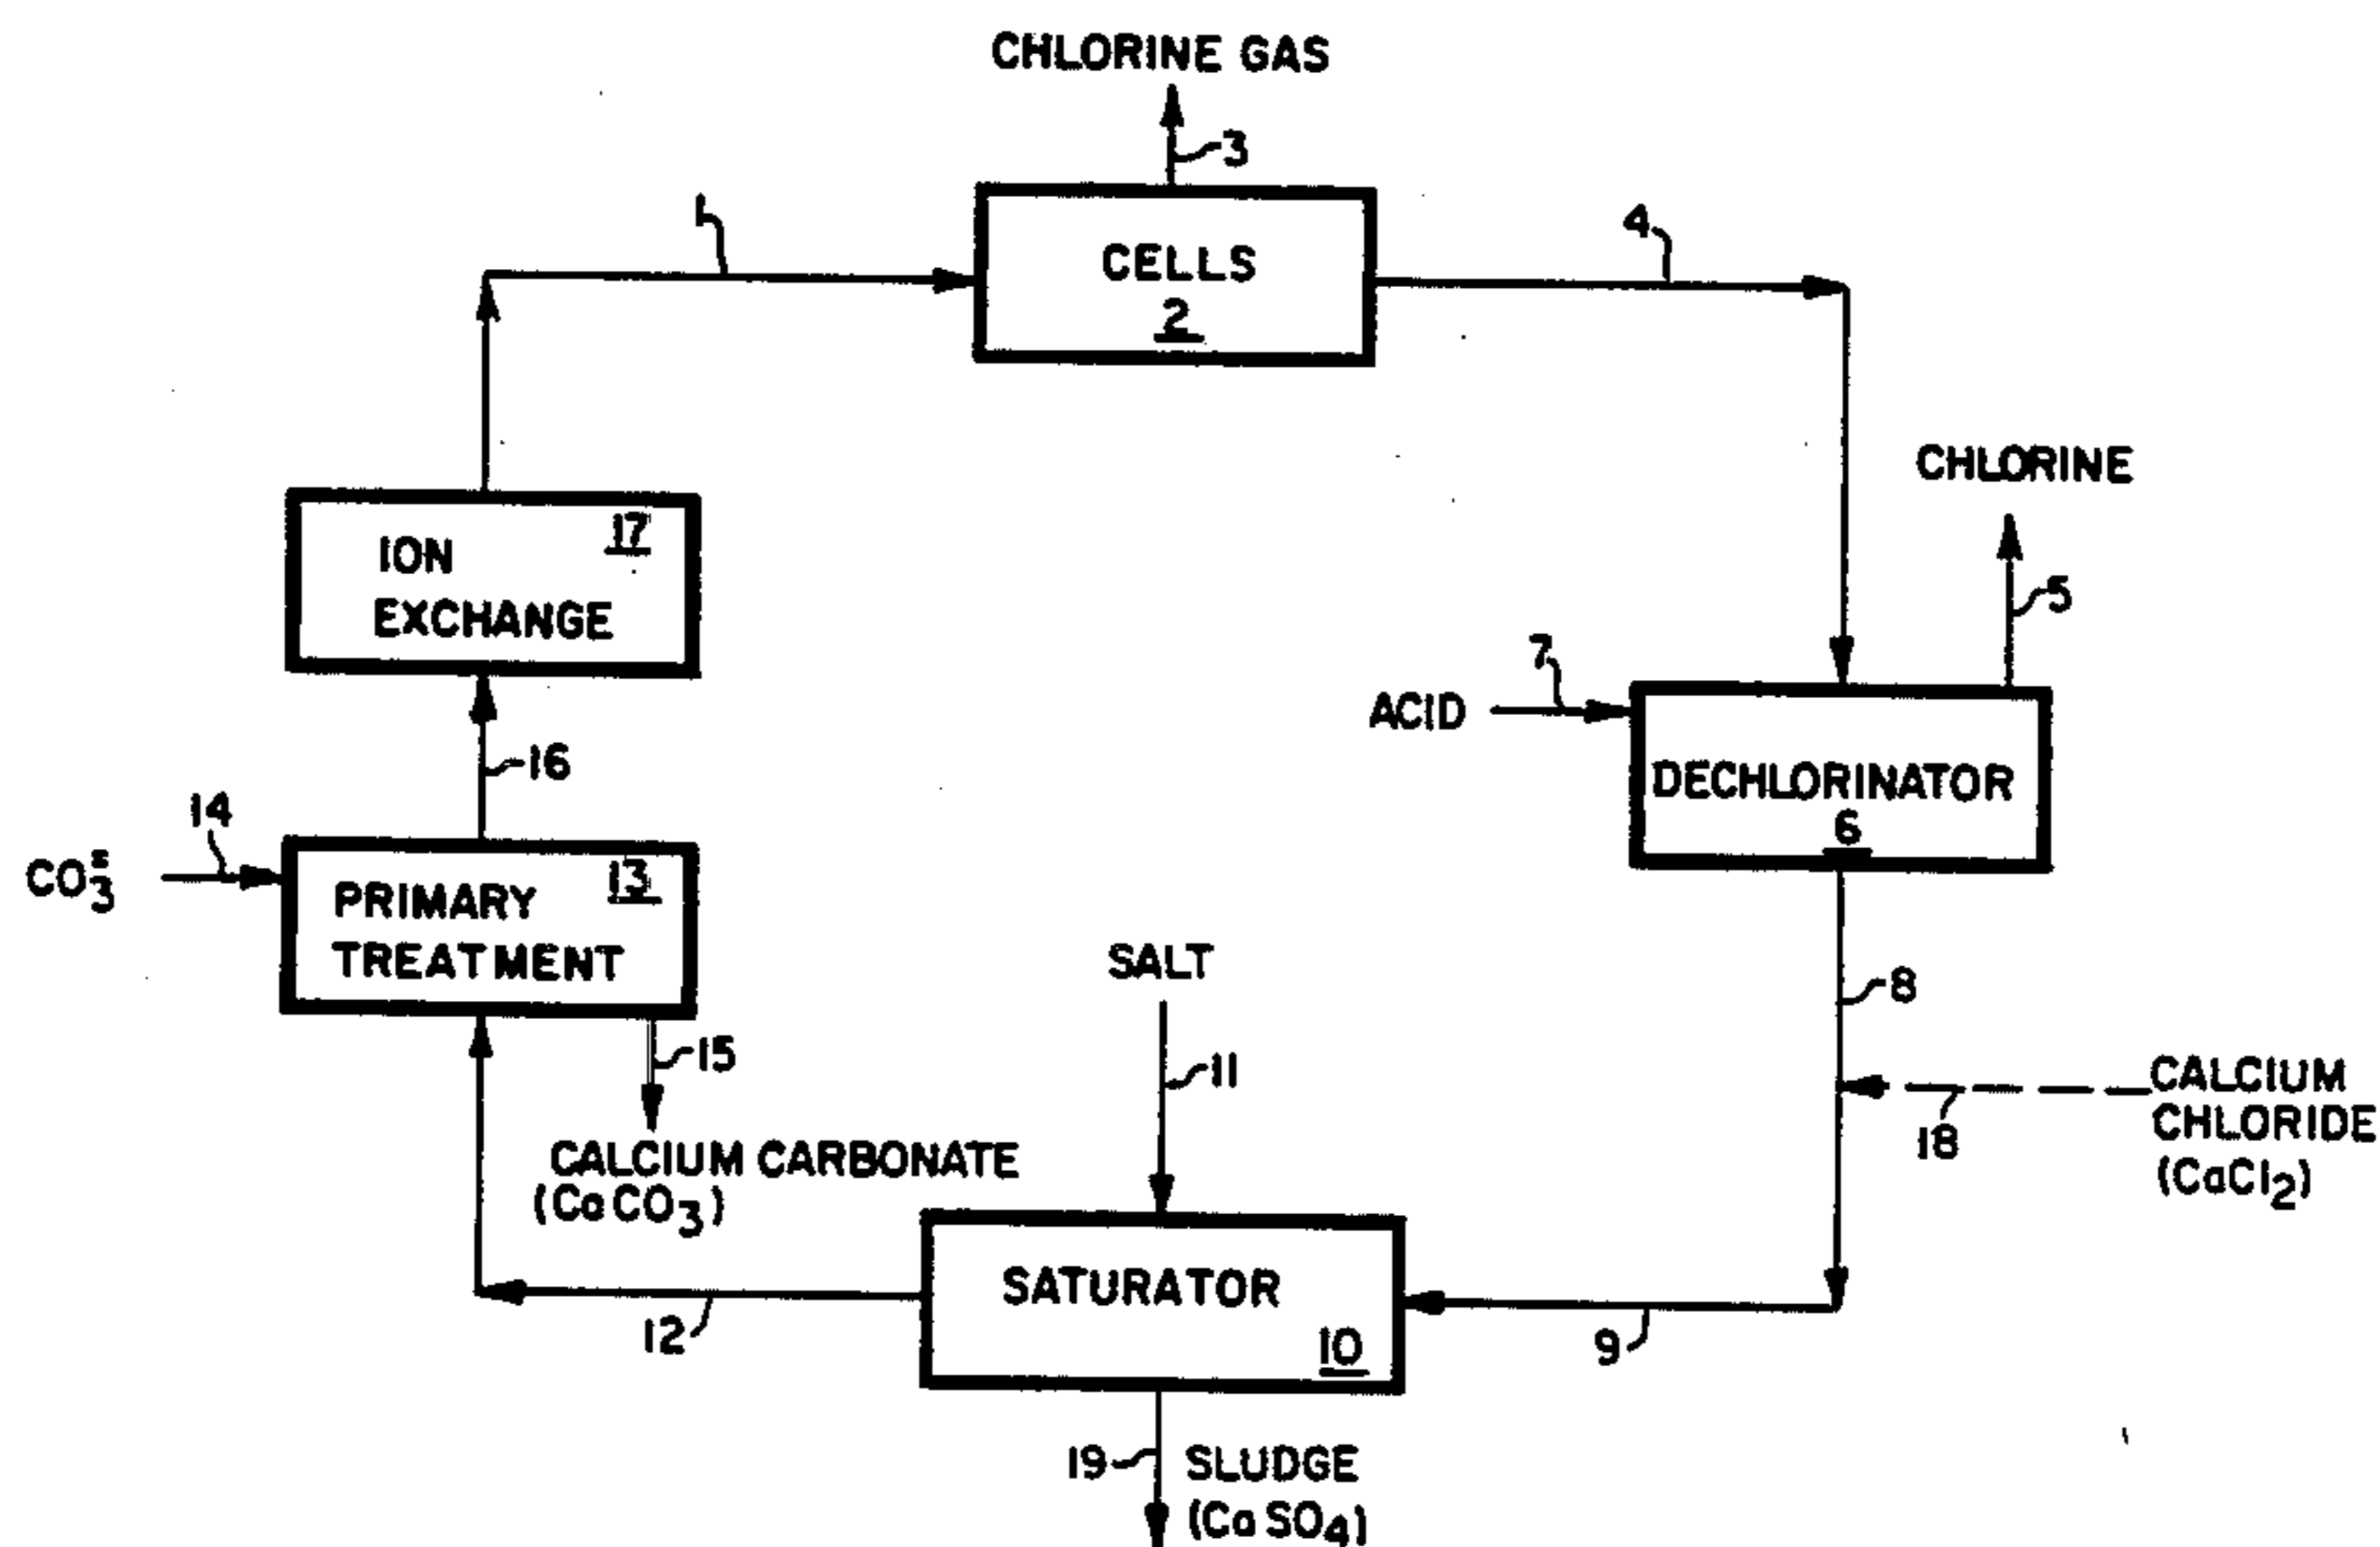 CHLORINE GAS
3
1
4
CELLS
2
CHLORINE
17
ION
EXCHANGE
5
7
ACID
16
DECHLORINATOR
6
14
CO₃⁼
13
PRIMARY
TREATMENT
SALT
8
15
11
CALCIUM
CHLORIDE
(CaCl₂)
18
CALCIUM CARBONATE
(CaCO₃)
SATURATOR
10
12
9
19
SLUDGE
(CaSO₄)